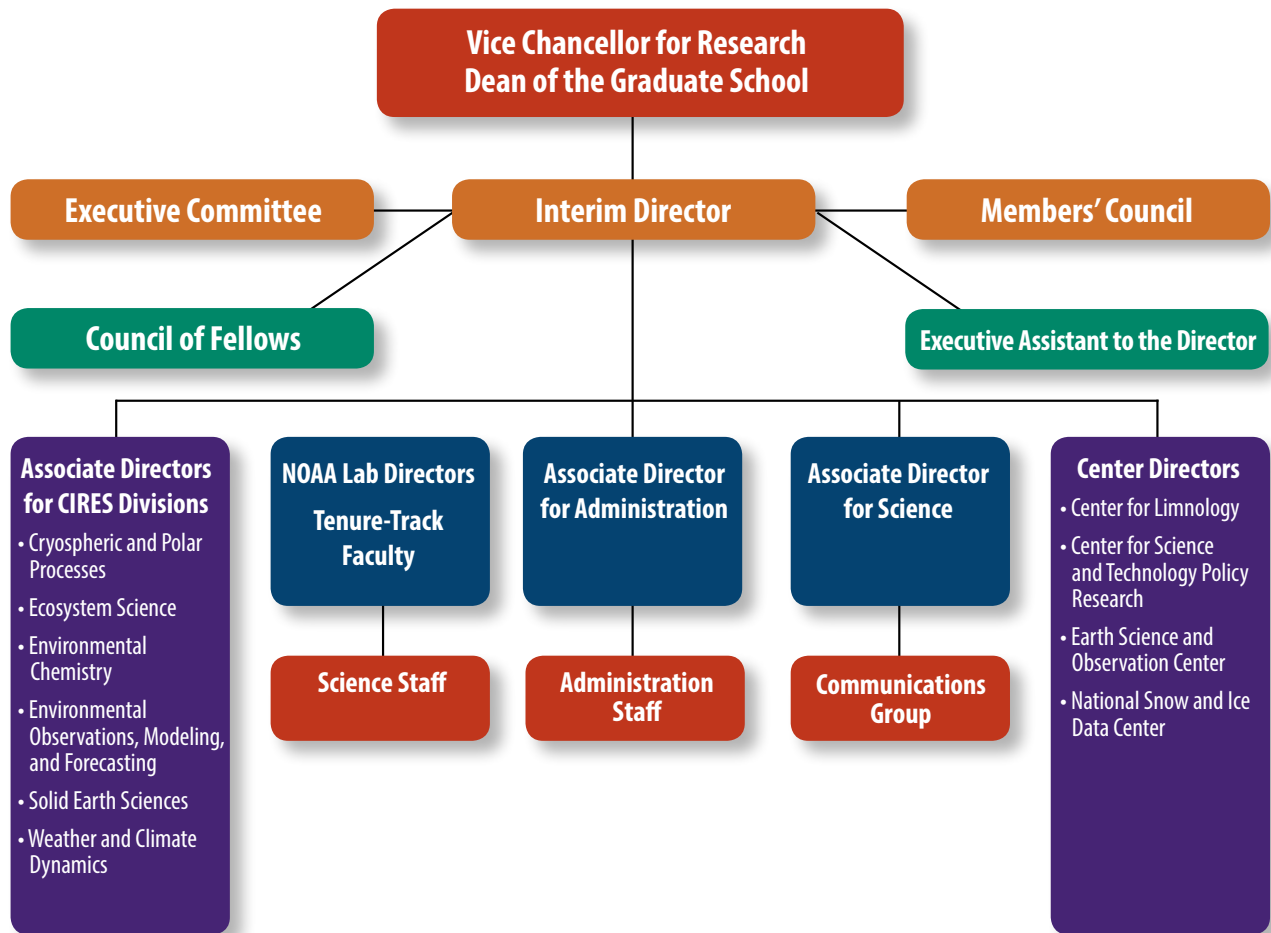 Vice Chancellor for Research
Dean of the Graduate School
Executive Committee
Interim Director
Members’ Council
Council of Fellows
Executive Assistant to the Director
Associate Directors
for CIRES Divisions
• Cryospheric and Polar
Processes
• Ecosystem Science
• Environmental
Chemistry
• Environmental
Observations, Modeling,
and Forecasting
• Solid Earth Sciences
• Weather and Climate
Dynamics
NOAA Lab Directors
Tenure-Track
Faculty
Science Staff
Associate Director
for Administration
Administration
Staff
Associate Director
for Science
Communications
Group
Center Directors
• Center for Limnology
• Center for Science
and Technology Policy
Research
• Earth Science and
Observation Center
• National Snow and Ice
Data Center